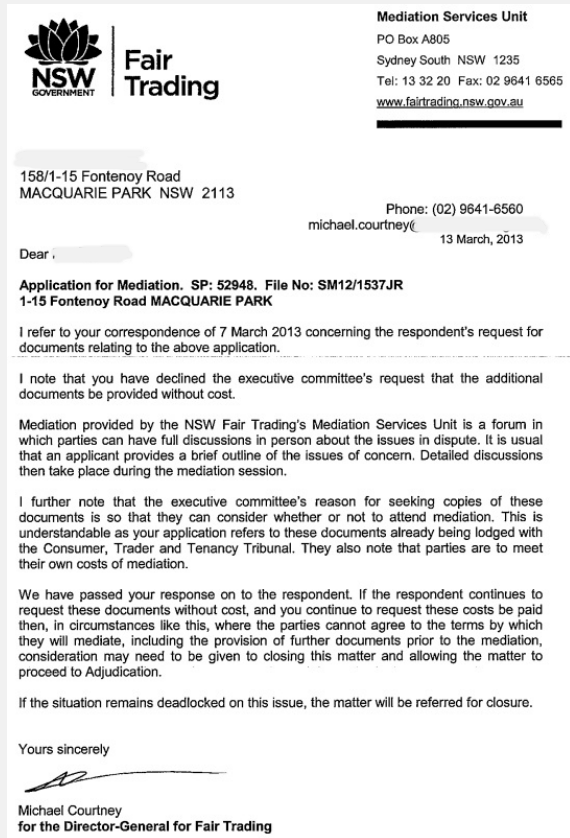 NSW
GOVERNMENT
Fair
Trading
Mediation Services Unit
PO Box A805
Sydney South NSW 1235
Tel: 13 32 20 Fax: 02 9641 6565
www.fairtrading.nsw.gov.au
158/1-15 Fontenoy Road
MACQUARIE PARK NSW 2113
Phone: (02) 9641-6560
michael.courtney@
13 March, 2013
Dear
Application for Mediation. SP: 52948. File No: SM12/1537JR
1-15 Fontenoy Road MACQUARIE PARK
I refer to your correspondence of 7 March 2013 concerning the respondent's request for
documents relating to the above application.
I note that you have declined the executive committee's request that the additional
documents be provided without cost.
Mediation provided by the NSW Fair Trading's Mediation Services Unit is a forum in
which parties can have full discussions in person about the issues in dispute. It is usual
that an applicant provides a brief outline of the issues of concern. Detailed discussions
then take place during the mediation session.
I further note that the executive committee's reason for seeking copies of these
documents is so that they can consider whether or not to attend mediation. This is
understandable as your application refers to these documents already being lodged with
the Consumer, Trader and Tenancy Tribunal. They also note that parties are to meet
their own costs of mediation.
We have passed your response on to the respondent. If the respondent continues to
request these documents without cost, and you continue to request these costs be paid
then, in circumstances like this, where the parties cannot agree to the terms by which
they will mediate, including the provision of further documents prior to the mediation,
consideration may need to be given to closing this matter and allowing the matter to
proceed to Adjudication.
If the situation remains deadlocked on this issue, the matter will be referred for closure.
Yours sincerely
Michael Courtney
for the Director-General for Fair Trading